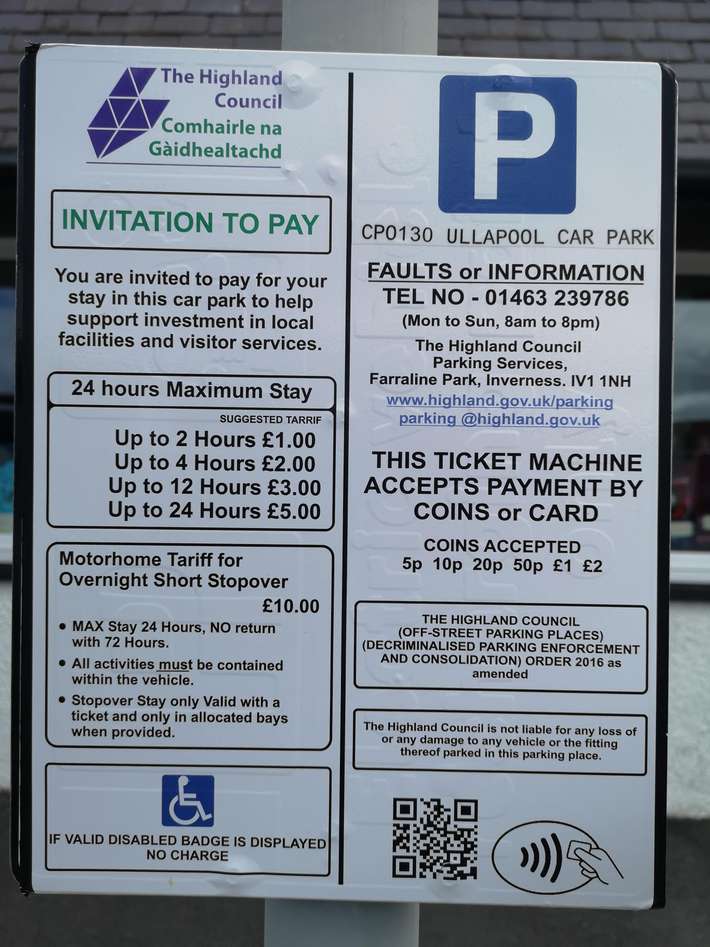 The Highland
Council
Comhairle na
Gàidhealtachd
INVITATION TO PAY
You are invited to pay for your
stay in this car park to help
support investment in local
facilities and visitor services.
24 hours Maximum Stay
SUGGESTED TARRIF
Up to 2 Hours £1.00
Up to 4 Hours £2.00
Up to 12 Hours £3.00
Up to 24 Hours £5.00
Motorhome Tariff for
Overnight Short Stopover
£10.00
• MAX Stay 24 Hours, NO return
with 72 Hours.
• All activities must be contained
within the vehicle.
• Stopover Stay only Valid with a
ticket and only in allocated bays
when provided.
IF VALID DISABLED BADGE IS DISPLAYED
NO CHARGE
P
CP0130 ULLAPOOL CAR PARK
FAULTS or INFORMATION
TEL NO - 01463 239786
(Mon to Sun, 8am to 8pm)
The Highland Council
Parking Services,
Farraline Park, Inverness. IV1 1NH
www.highland.gov.uk/parking
parking @highland.gov.uk
THIS TICKET MACHINE
ACCEPTS PAYMENT BY
COINS or CARD
COINS ACCEPTED
5p 10p 20p 50p £1 £2
THE HIGHLAND COUNCIL
(OFF-STREET PARKING PLACES)
(DECRIMINALISED PARKING ENFORCEMENT
AND CONSOLIDATION) ORDER 2016 as
amended
The Highland Council is not liable for any loss of
or any damage to any vehicle or the fitting
thereof parked in this parking place.